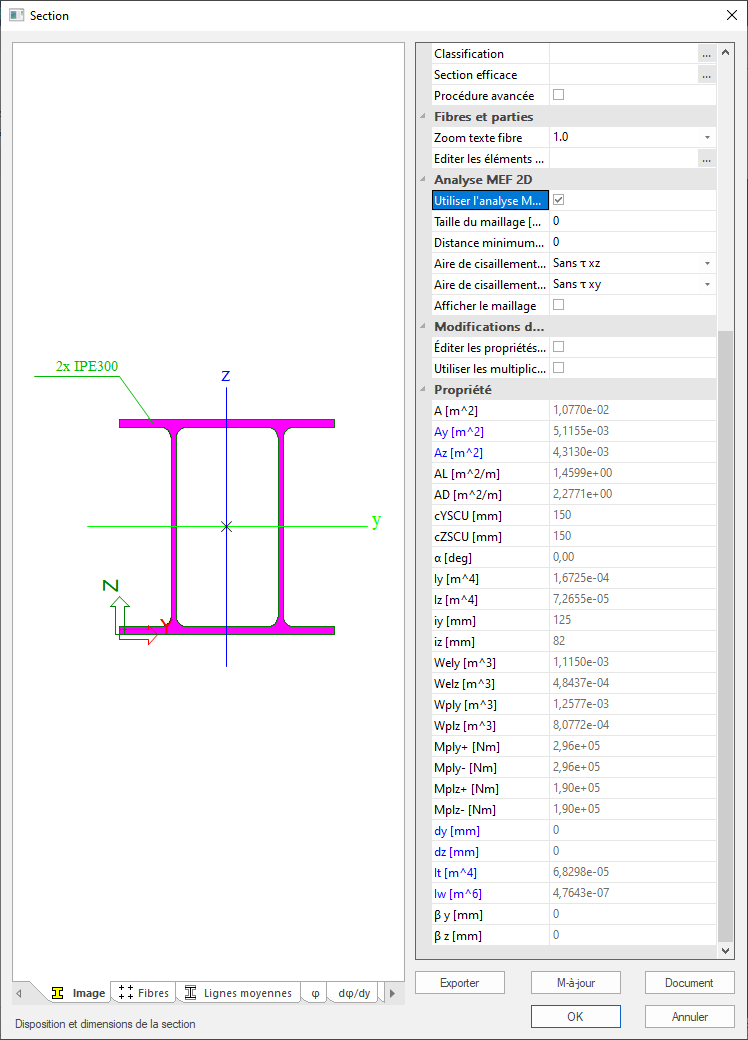 Section
2x IPE300
z
y
Z
Y
Image
Fibres
Lignes moyennes
φ
dφ/dy
Disposition et dimensions de la section
Classification ...
Section efficace ...
Procédure avancée
Fibres et parties
Zoom texte fibre 1.0
Editer les éléments ... ...
Analyse MEF 2D
Utiliser l'analyse M...
Taille du maillage [... 0
Distance minimum... 0
Aire de cisaillement... Sans τ xz
Aire de cisaillement... Sans τ xy
Afficher le maillage
Modifications d...
Éditer les propriétés...
Utiliser les multiplic...
Propriété
A [m^2] 1,0770e-02
Ay [m^2] 5,1155e-03
Az [m^2] 4,3130e-03
AL [m^2/m] 1,4599e+00
AD [m^2/m] 2,2771e+00
cYSCU [mm] 150
cZSCU [mm] 150
α [deg] 0,00
Iy [m^4] 1,6725e-04
Iz [m^4] 7,2655e-05
iy [mm] 125
iz [mm] 82
Wely [m^3] 1,1150e-03
Welz [m^3] 4,8437e-04
Wply [m^3] 1,2577e-03
Wplz [m^3] 8,0772e-04
Mply+ [Nm] 2,96e+05
Mply- [Nm] 2,96e+05
Mplz+ [Nm] 1,90e+05
Mplz- [Nm] 1,90e+05
dy [mm] 0
dz [mm] 0
It [m^4] 6,8298e-05
Iw [m^6] 4,7643e-07
β y [mm] 0
β z [mm] 0
Exporter
M-à-jour
Document
OK
Annuler